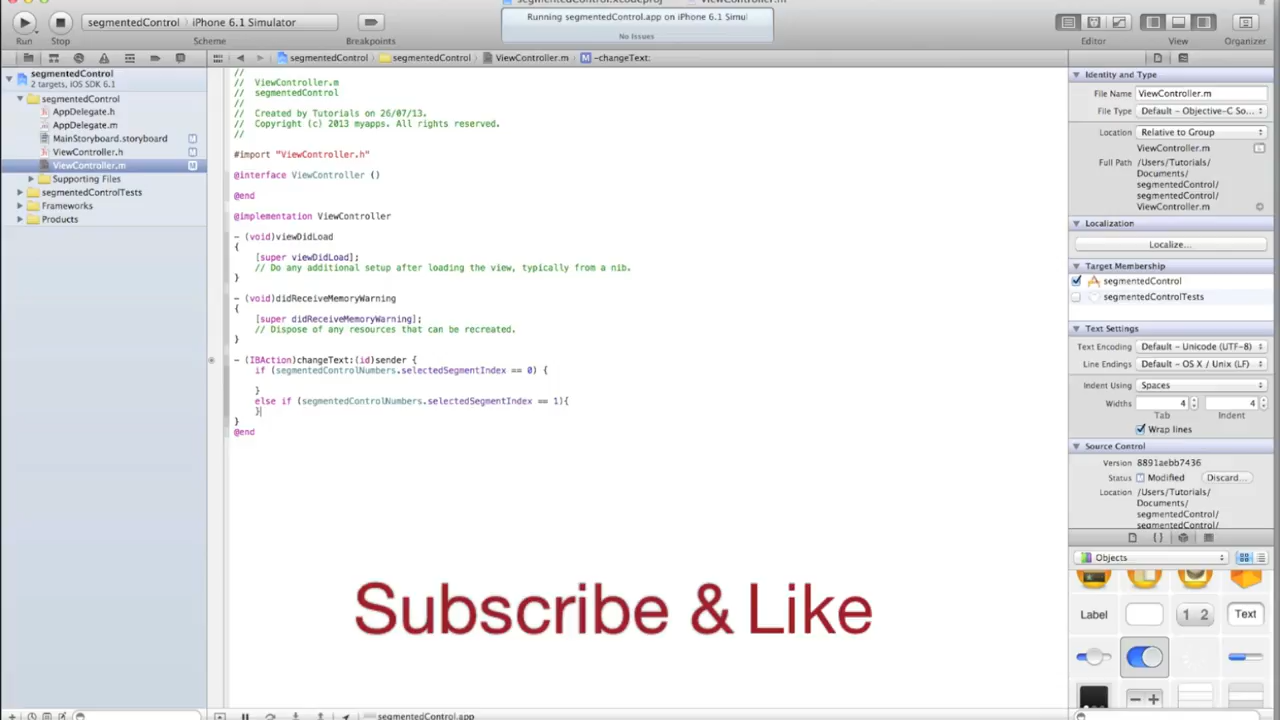 segmentedControl.xcodeproj
ViewController.m
segmentedControl
iPhone 6.1 Simulator
Running segmentedControl.app on iPhone 6.1 Simul
No Issues
Run
Stop
Scheme
Breakpoints
Editor
View
Organizer
segmentedControl
segmentedControl
ViewController.m
M
-changeText:
segmentedControl
2 targets, iOS SDK 6.1
segmentedControl
AppDelegate.h
AppDelegate.m
MainStoryboard.storyboard
M
ViewController.h
M
ViewController.m
M
Supporting Files
segmentedControlTests
Frameworks
Products
//
// ViewController.m
// segmentedControl
//
// Created by Tutorials on 26/07/13.
// Copyright (c) 2013 myapps. All rights reserved.
//
#import "ViewController.h"
@interface ViewController ()
@end
@implementation ViewController
- (void)viewDidLoad
{
[super viewDidLoad];
// Do any additional setup after loading the view, typically from a nib.
}
- (void)didReceiveMemoryWarning
{
[super didReceiveMemoryWarning];
// Dispose of any resources that can be recreated.
}
- (IBAction)changeText:(id)sender {
if (segmentedControlNumbers.selectedSegmentIndex == 0) {
}
else if (segmentedControlNumbers.selectedSegmentIndex == 1){
}
}
@end
Subscribe & Like
Identity and Type
File Name ViewController.m
File Type Default - Objective-C So...
Location Relative to Group
ViewController.m
Full Path /Users/Tutorials/
Documents/
segmentedControl/
segmentedControl/
ViewController.m
Localization
Localize...
Target Membership
segmentedControl
segmentedControlTests
Text Settings
Text Encoding Default - Unicode (UTF-8)
Line Endings Default - OS X / Unix (LF)
Indent Using Spaces
Widths 4 4
Tab Indent
Wrap lines
Source Control
Version 8891aebb7436
Status M Modified Discard...
Location /Users/Tutorials/
Documents/
segmentedControl/
segmentedControl/
{ }
Objects
Label
1 2
Text
segmentedControl.app